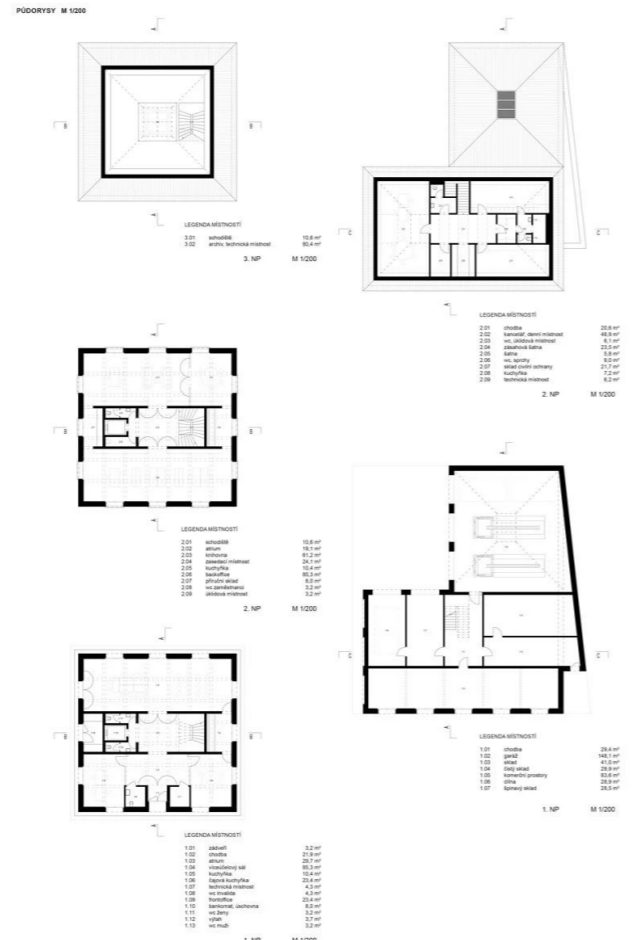 PŮDORYSY M 1/200
LEGENDA MÍSTNOSTÍ
3.01 schodiště 10,6 m²
3.02 archiv, technická místnost 90,4 m²
3. NP M 1/200
LEGENDA MÍSTNOSTÍ
2.01 chodba 20,6 m²
2.02 kancelář, denní místnost 46,9 m²
2.03 wc, úklidová místnost 6,1 m²
2.04 zásahová šatna 23,0 m²
2.05 šatna 5,8 m²
2.06 wc, sprchy 9,0 m²
2.07 sklad civilní ochrany 21,7 m²
2.08 kuchyňka 7,2 m²
2.09 technická místnost 6,2 m²
2. NP M 1/200
LEGENDA MÍSTNOSTÍ
2.01 schodiště 10,6 m²
2.02 atrium 19,1 m²
2.03 knihovna 61,2 m²
2.04 zasedací místnost 24,1 m²
2.05 kuchyňka 10,4 m²
2.06 backoffice 85,3 m²
2.07 příruční sklad 8,0 m²
2.08 wc zaměstnanci 3,2 m²
2.09 úklidová místnost 3,2 m²
2. NP M 1/200
LEGENDA MÍSTNOSTÍ
1.01 chodba 29,4 m²
1.02 garáž 148,1 m²
1.03 sklad 41,0 m²
1.04 čistý sklad 29,9 m²
1.05 komerční prostory 83,6 m²
1.06 dílna 28,9 m²
1.07 špinavý sklad 28,5 m²
1. NP M 1/200
LEGENDA MÍSTNOSTÍ
1.01 zádveří 3,2 m²
1.02 chodba 21,9 m²
1.03 atrium 28,7 m²
1.04 víceúčelový sál 85,3 m²
1.05 kuchyňka 10,4 m²
1.06 čajová kuchyňka 23,4 m²
1.07 technická místnost 4,3 m²
1.08 wc invalida 4,3 m²
1.09 frontoffice 23,4 m²
1.10 bankomat, úschovna 8,0 m²
1.11 wc ženy 3,2 m²
1.12 výtah 3,7 m²
1.13 wc muži 3,2 m²
1. NP M 1/200